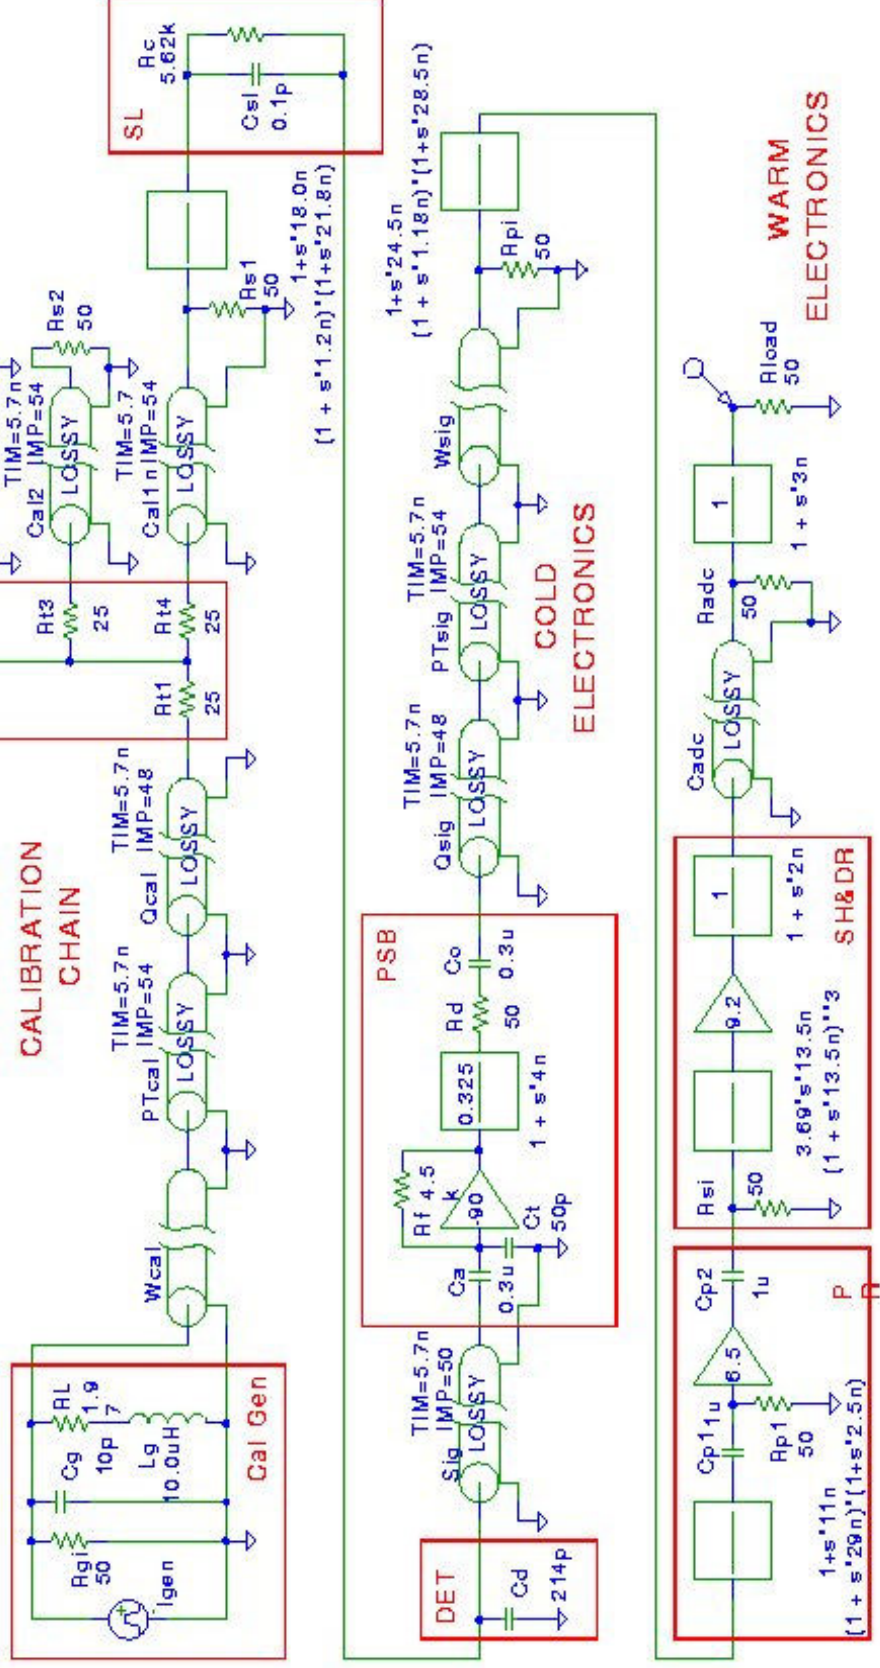 CALIBRATION
CHAIN
Cal Gen
Igen
Rgi
50
Cg
10p
RL
1.9
7
Lg
10.0uH
Wcal
PTcal
TIM=5.7n
IMP=54
LOSSY
Qcal
TIM=5.7n
IMP=48
LOSSY
Rt1
25
Rt3
25
Rt4
25
Cal2
TIM=5.7n
IMP=54
LOSSY
Rs2
50
Cal1n
TIM=5.7
IMP=54
LOSSY
Rs1
50
1+s*18.0n
(1 + s*1.2n)*(1+s*21.8n)
SL
Rc
5.62k
Csl
0.1p
DET
Cd
214p
Sig
TIM=5.7n
IMP=50
LOSSY
PSB
Ca
0.3u
Rf 4.5
k
-90
Ct
50p
0.325
1 + s*4n
Rd
50
Co
0.3u
Qsig
TIM=5.7n
IMP=48
LOSSY
PTsig
TIM=5.7n
IMP=54
LOSSY
Wsig
COLD
ELECTRONICS
Rpi
50
1+s*24.5n
(1 + s*1.18n)*(1+s*28.5n)
1+s*11n
(1 + s*29n)*(1+s*2.5n)
Cp1
1u
Rp1
50
6.5
Cp2
1u
P
Rsi
50
3.69*s*13.5n
(1 + s*13.5n)**3
9.2
1
1 + s*2n
SH&DR
Cadc
LOSSY
Radc
50
1
1 + s*3n
Rload
50
WARM
ELECTRONICS